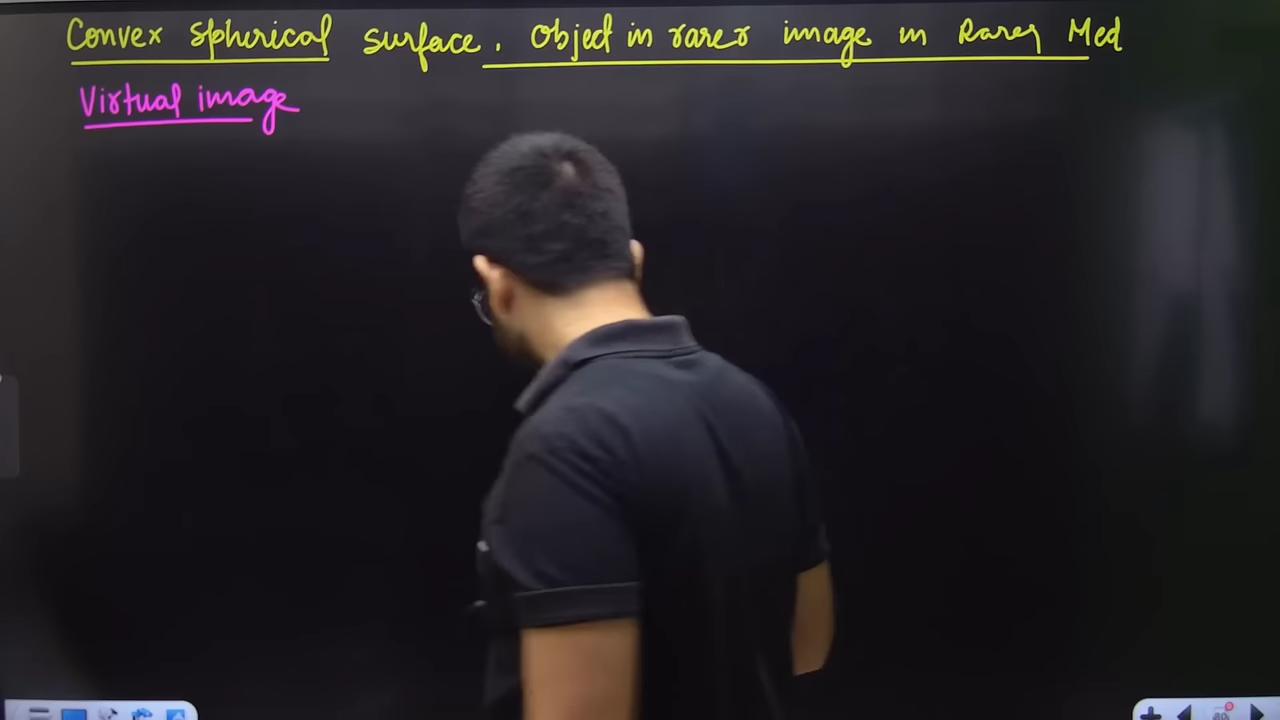 Convex Spherical surface. Object in rarer image in Rarer Med
Virtual image